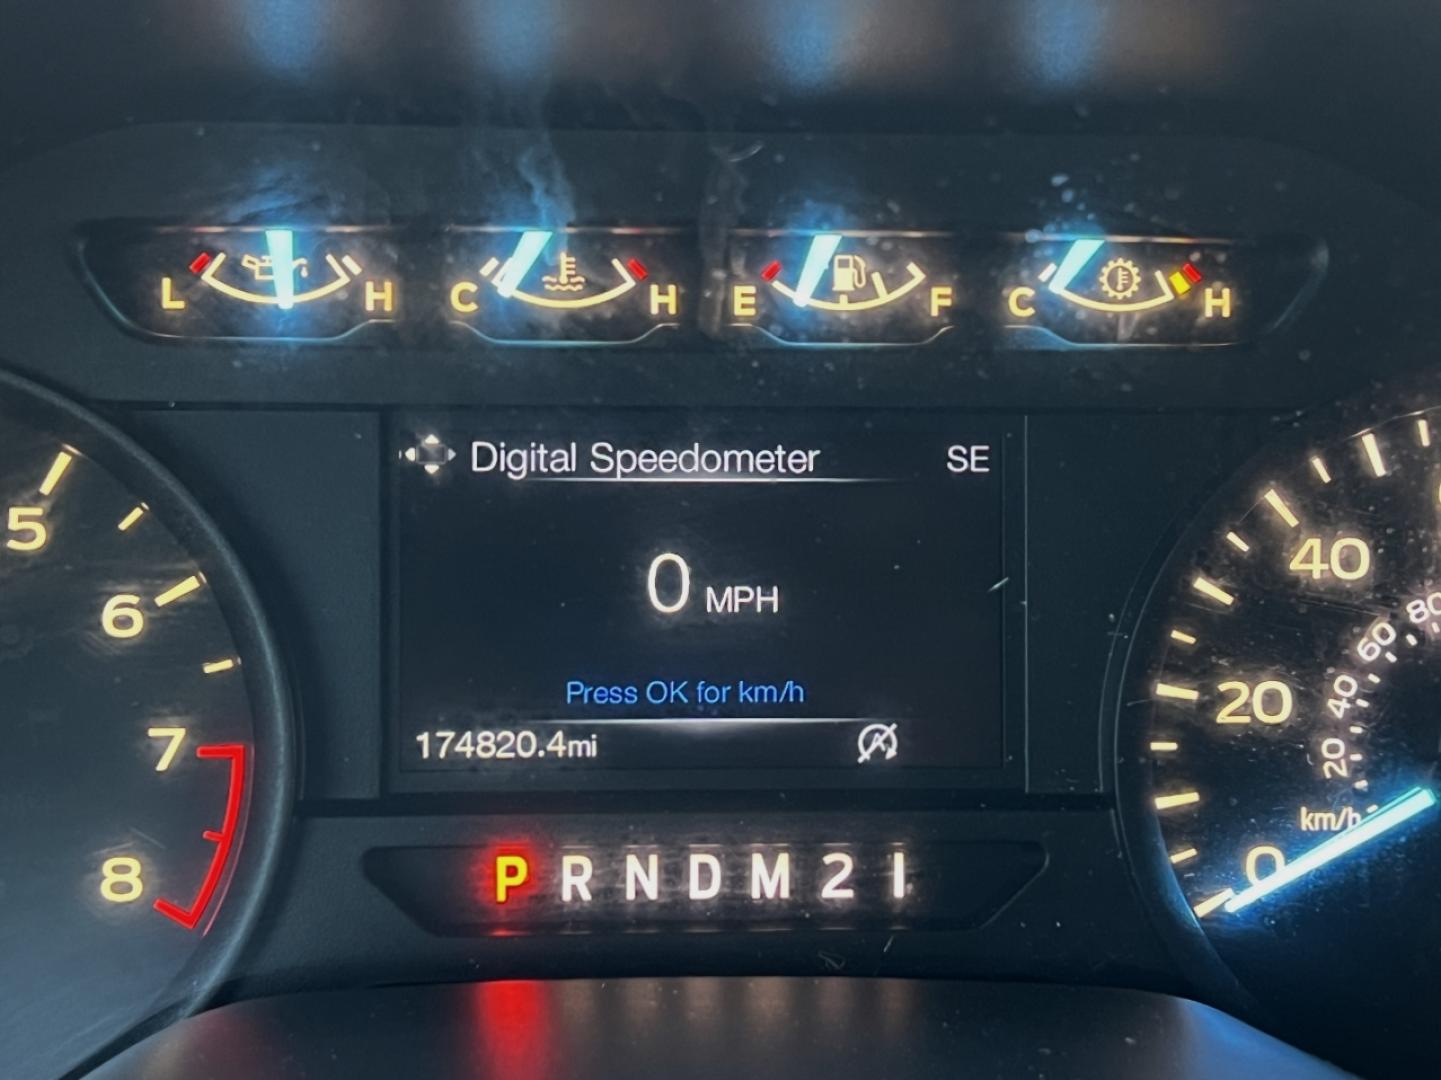 L H C H E F C H
Digital Speedometer SE
5
6
7
8
0 MPH
Press OK for km/h
174820.4mi
P R N D M 2 1
40
20
0
80
60
40
20
km/h